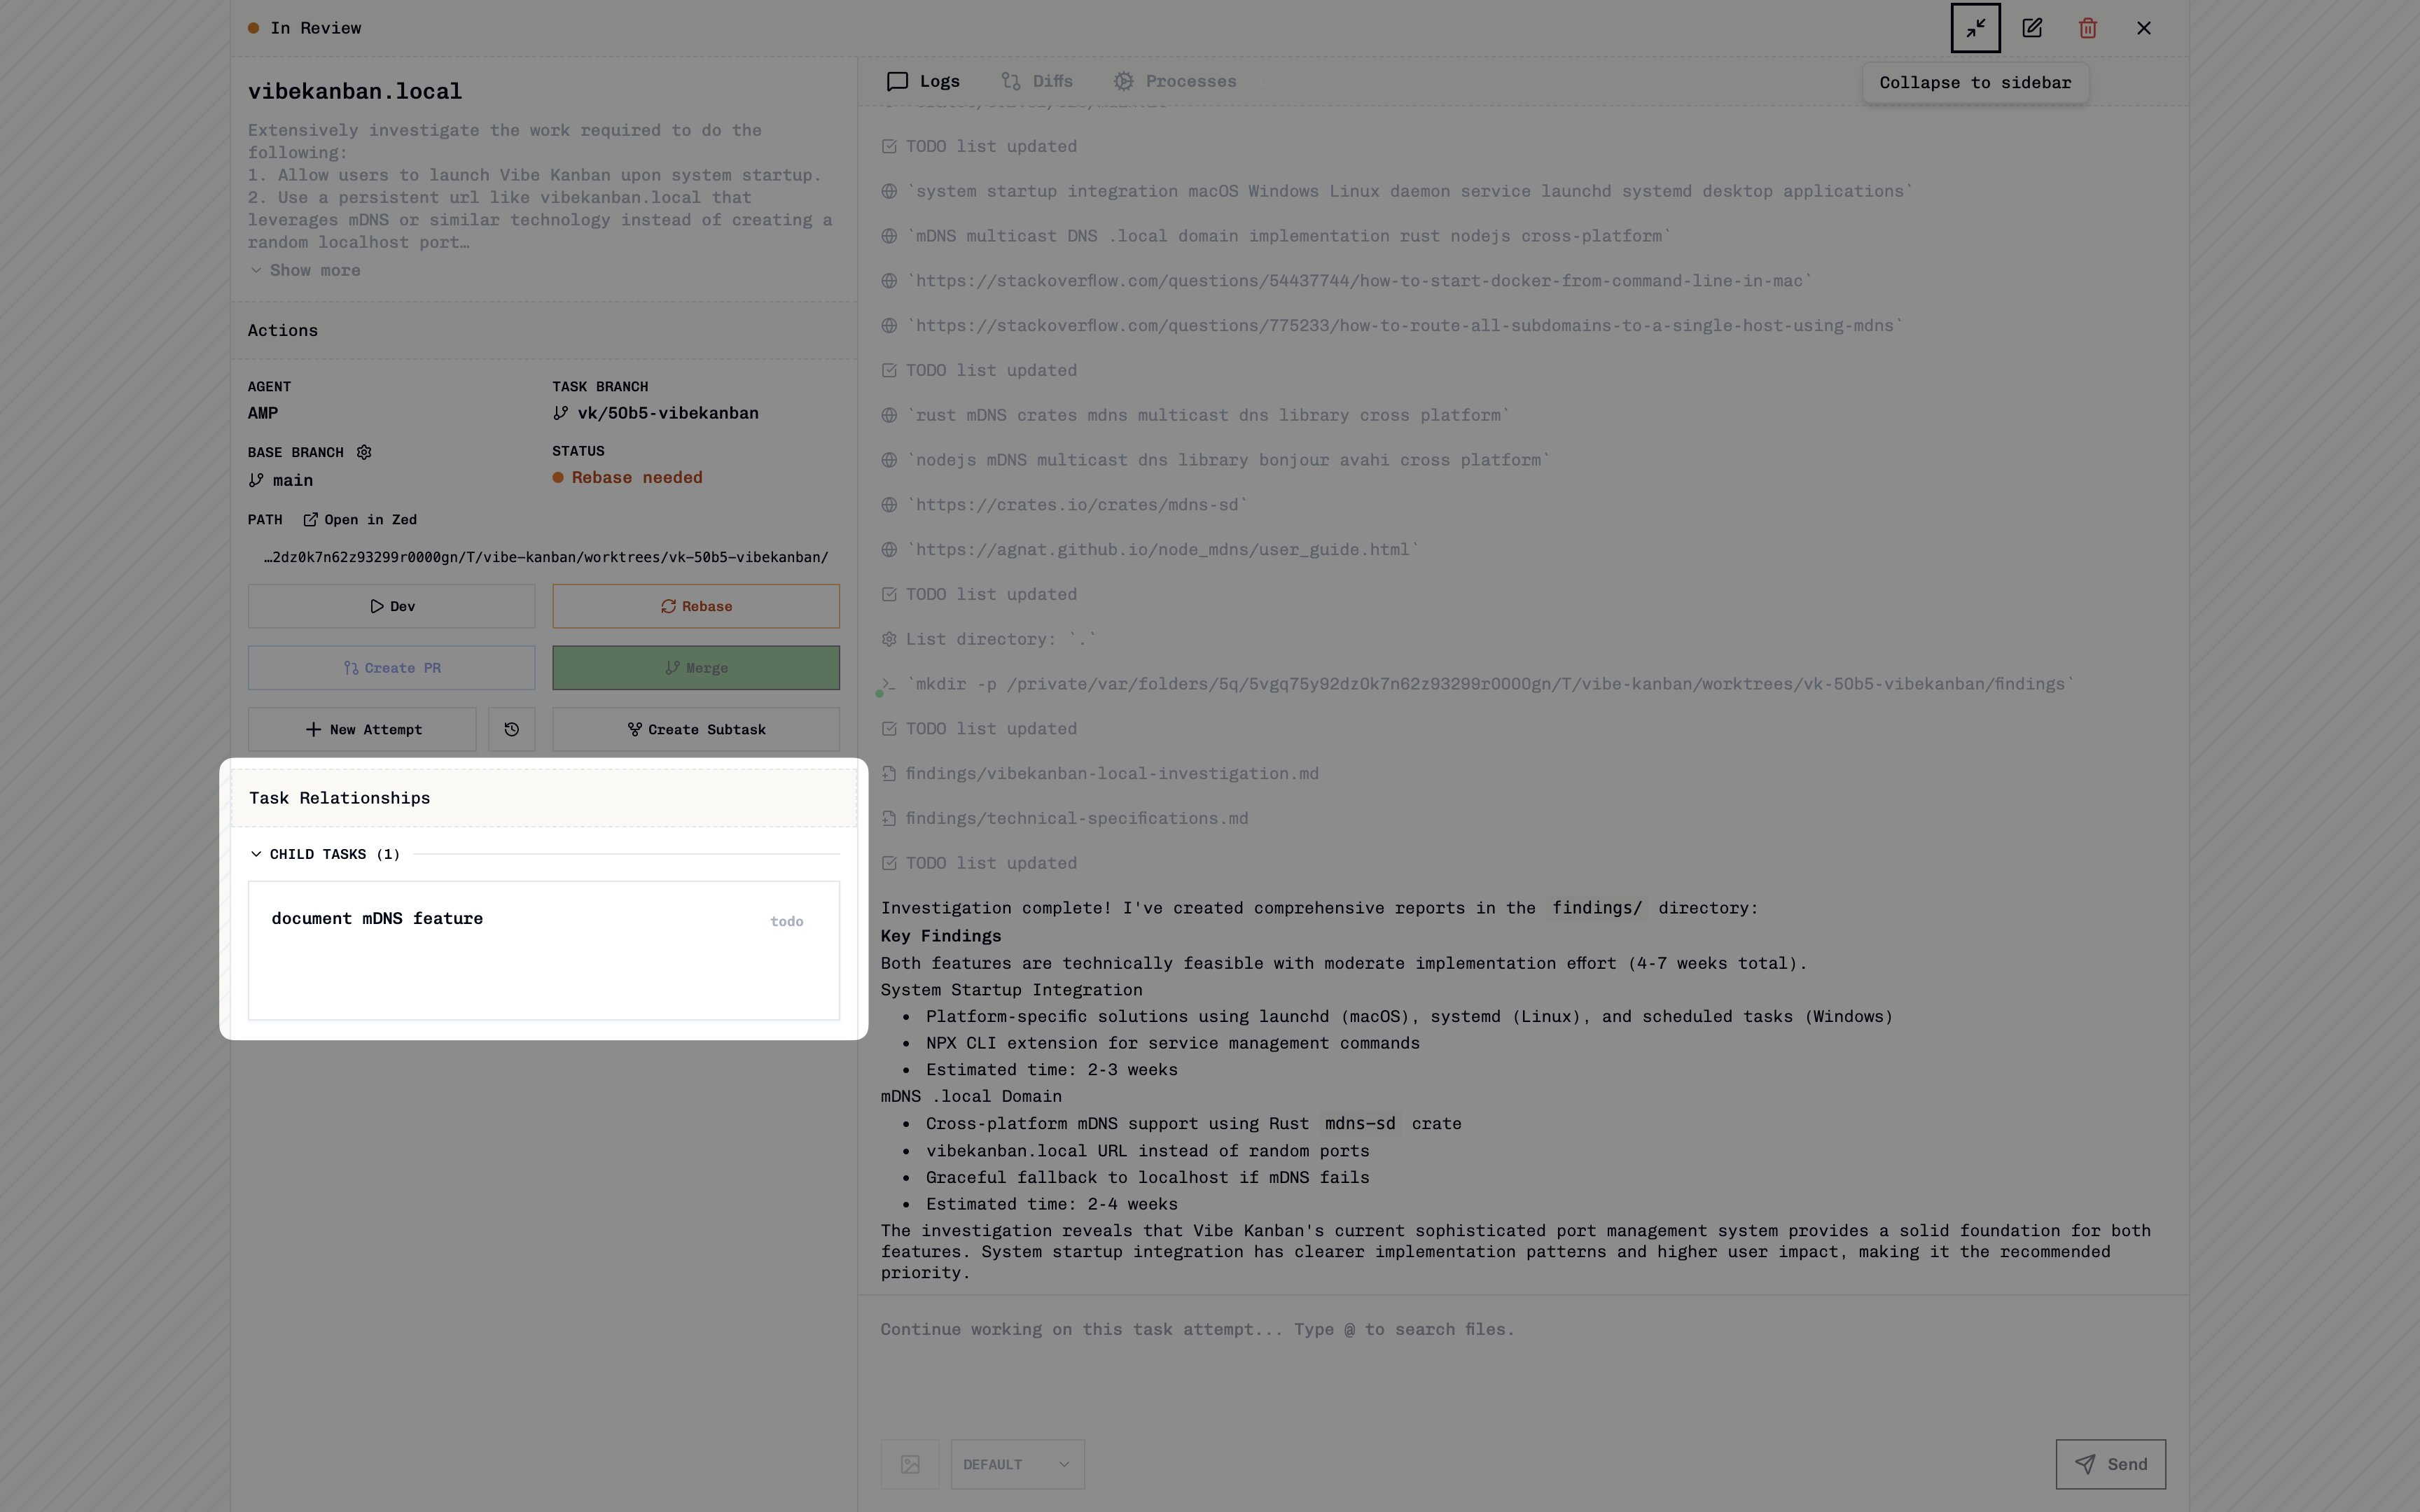 In Review
Collapse to sidebar
vibekanban.local
Extensively investigate the work required to do the
following:
1. Allow users to launch Vibe Kanban upon system startup.
2. Use a persistent url like vibekanban.local that
leverages mDNS or similar technology instead of creating a
random localhost port…
Show more
Actions
AGENT
AMP
TASK BRANCH
vk/50b5-vibekanban
BASE BRANCH
main
STATUS
Rebase needed
PATH Open in Zed
…2dz0k7n62z93299r0000gn/T/vibe-kanban/worktrees/vk-50b5-vibekanban/
Dev
Rebase
Create PR
Merge
New Attempt
Create Subtask
Task Relationships
CHILD TASKS (1)
document mDNS feature
todo
Logs
Diffs
Processes
TODO list updated
`system startup integration macOS Windows Linux daemon service launchd systemd desktop applications`
`mDNS multicast DNS .local domain implementation rust nodejs cross-platform`
`https://stackoverflow.com/questions/54437744/how-to-start-docker-from-command-line-in-mac`
`https://stackoverflow.com/questions/775233/how-to-route-all-subdomains-to-a-single-host-using-mdns`
TODO list updated
`rust mDNS crates mdns multicast dns library cross platform`
`nodejs mDNS multicast dns library bonjour avahi cross platform`
`https://crates.io/crates/mdns-sd`
`https://agnat.github.io/node_mdns/user_guide.html`
TODO list updated
List directory: `.`
`mkdir -p /private/var/folders/5q/5vgq75y92dz0k7n62z93299r0000gn/T/vibe-kanban/worktrees/vk-50b5-vibekanban/findings`
TODO list updated
findings/vibekanban-local-investigation.md
findings/technical-specifications.md
TODO list updated
Investigation complete! I've created comprehensive reports in the findings/ directory:
Key Findings
Both features are technically feasible with moderate implementation effort (4-7 weeks total).
System Startup Integration
• Platform-specific solutions using launchd (macOS), systemd (Linux), and scheduled tasks (Windows)
• NPX CLI extension for service management commands
• Estimated time: 2-3 weeks
mDNS .local Domain
• Cross-platform mDNS support using Rust mdns-sd crate
• vibekanban.local URL instead of random ports
• Graceful fallback to localhost if mDNS fails
• Estimated time: 2-4 weeks
The investigation reveals that Vibe Kanban's current sophisticated port management system provides a solid foundation for both
features. System startup integration has clearer implementation patterns and higher user impact, making it the recommended
priority.
Continue working on this task attempt... Type @ to search files.
DEFAULT
Send